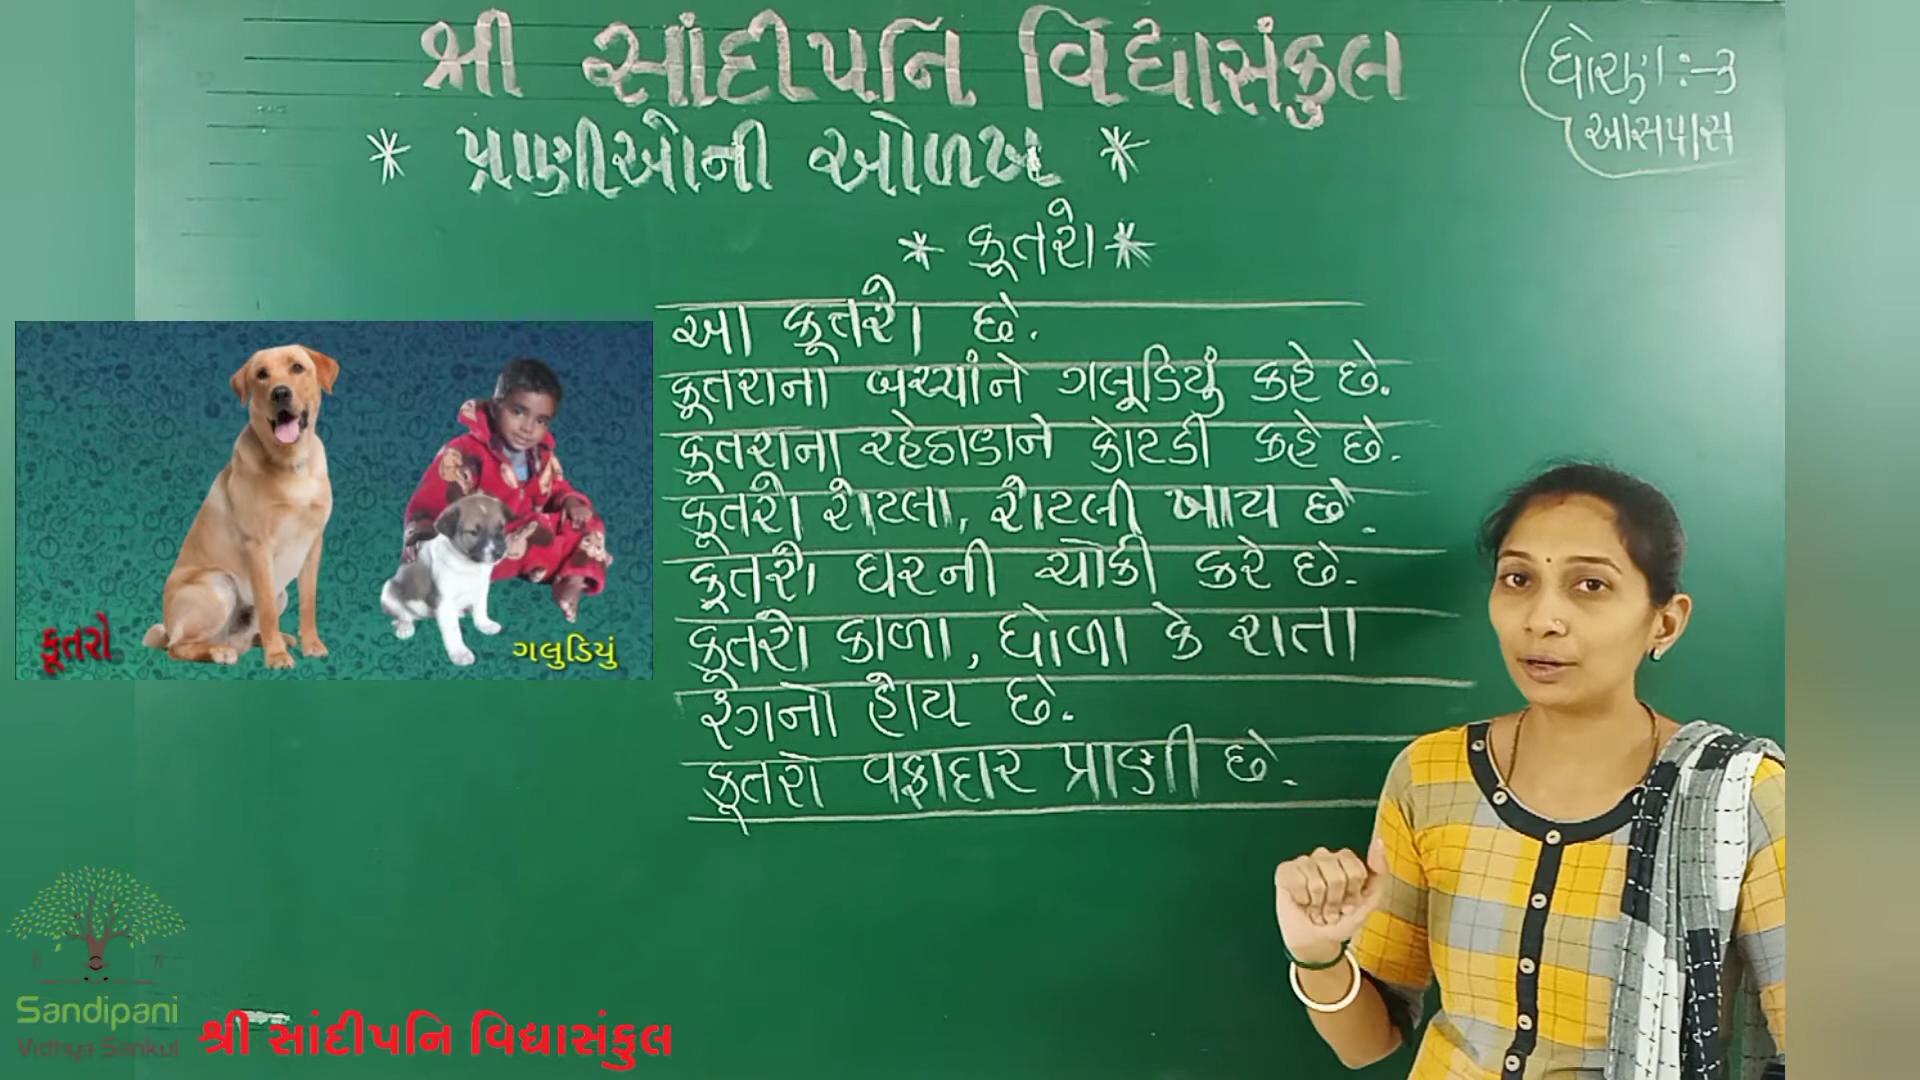 શ્રી સાંદીપનિ વિદ્યાસંકુલ
ધોરણ :- ૩
આસપાસ
* પ્રાણીઓની ઓળખ *
* કૂતરો *
આ કૂતરો છે.
કૂતરાના બચ્ચાંને ગલૂડિયું કહે છે.
કૂતરાના રહેઠાણને કોટડી કહે છે.
કૂતરો રોટલા, રોટલી ખાય છે.
કૂતરો ઘરની ચોકી કરે છે.
કૂતરો કાળા, ધોળા કે રાતા
રંગનો હોય છે.
કૂતરો વફાદાર પ્રાણી છે.
કૂતરો
ગલુડિયું
Sandipani
Vidhya Sankul
શ્રી સાંદીપનિ વિદ્યાસંકુલ